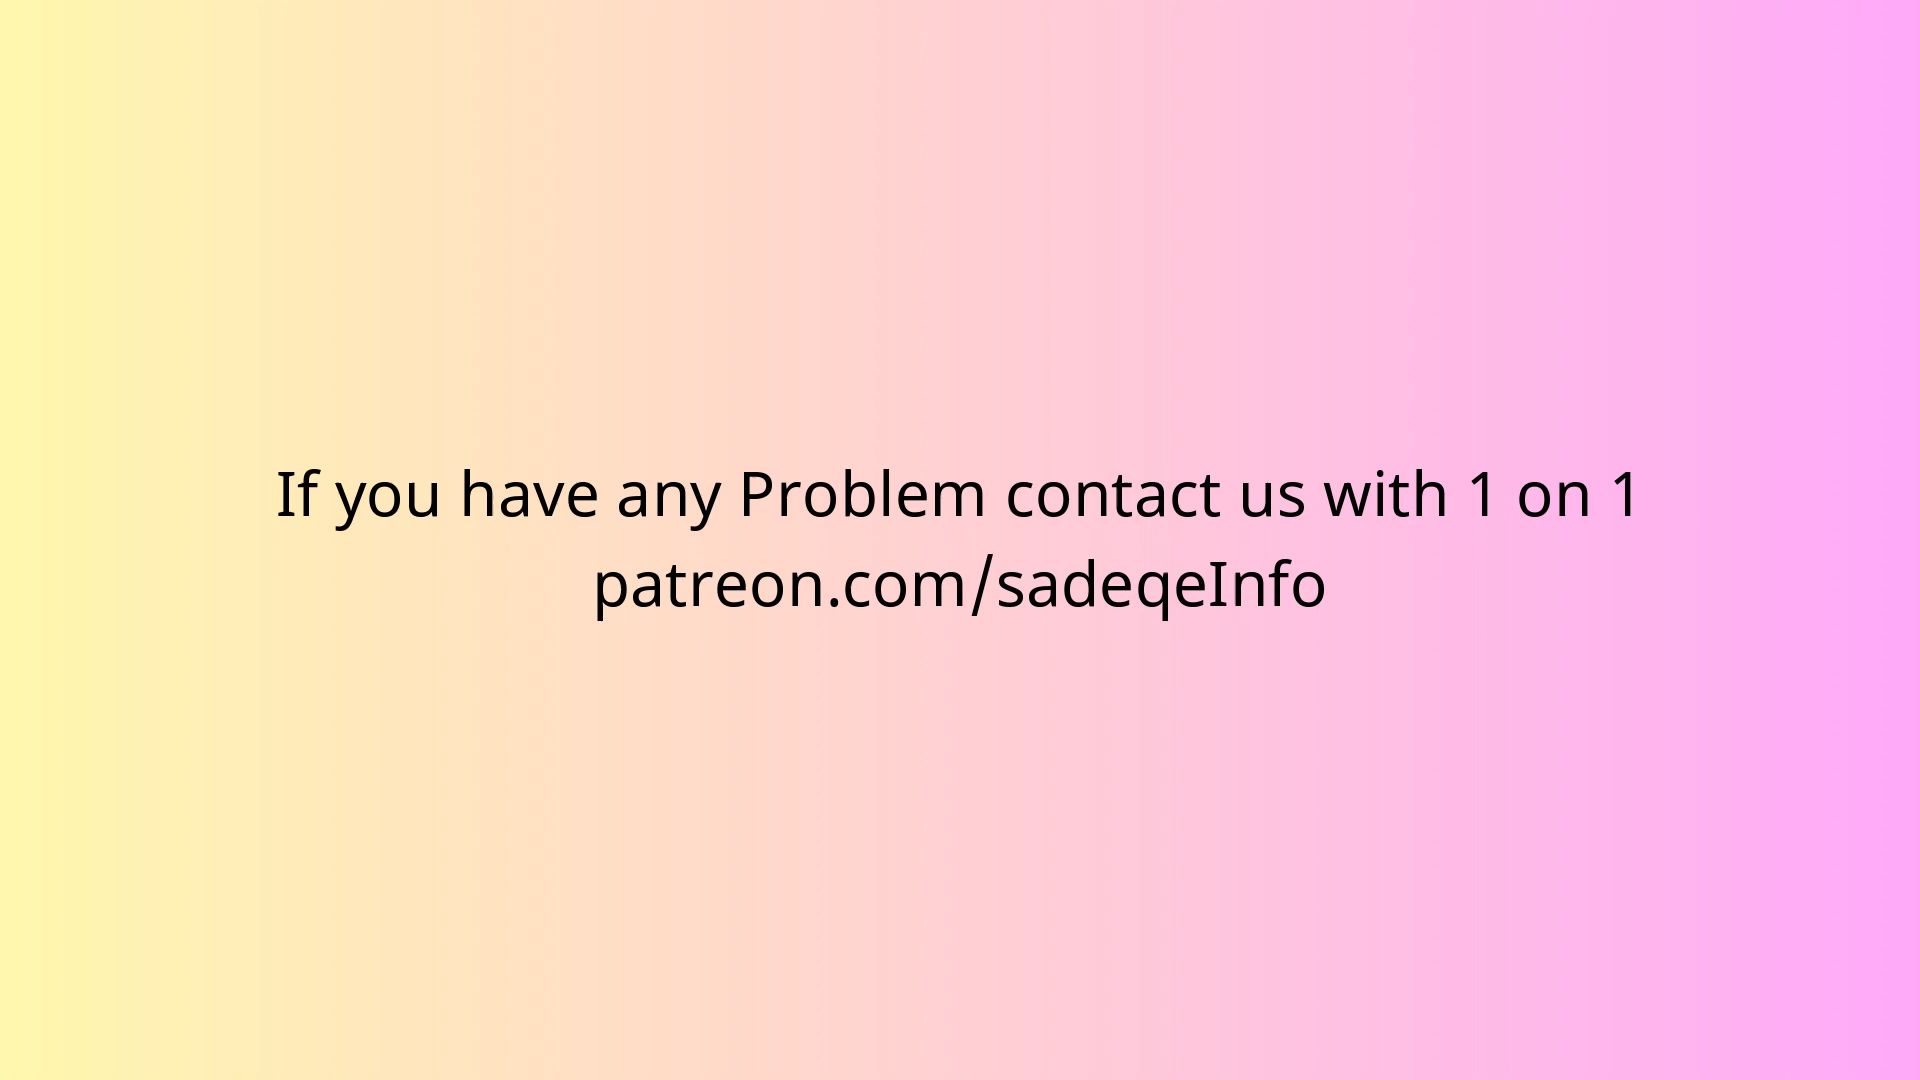 If you have any Problem contact us with 1 on 1
patreon.com/sadeqeInfo